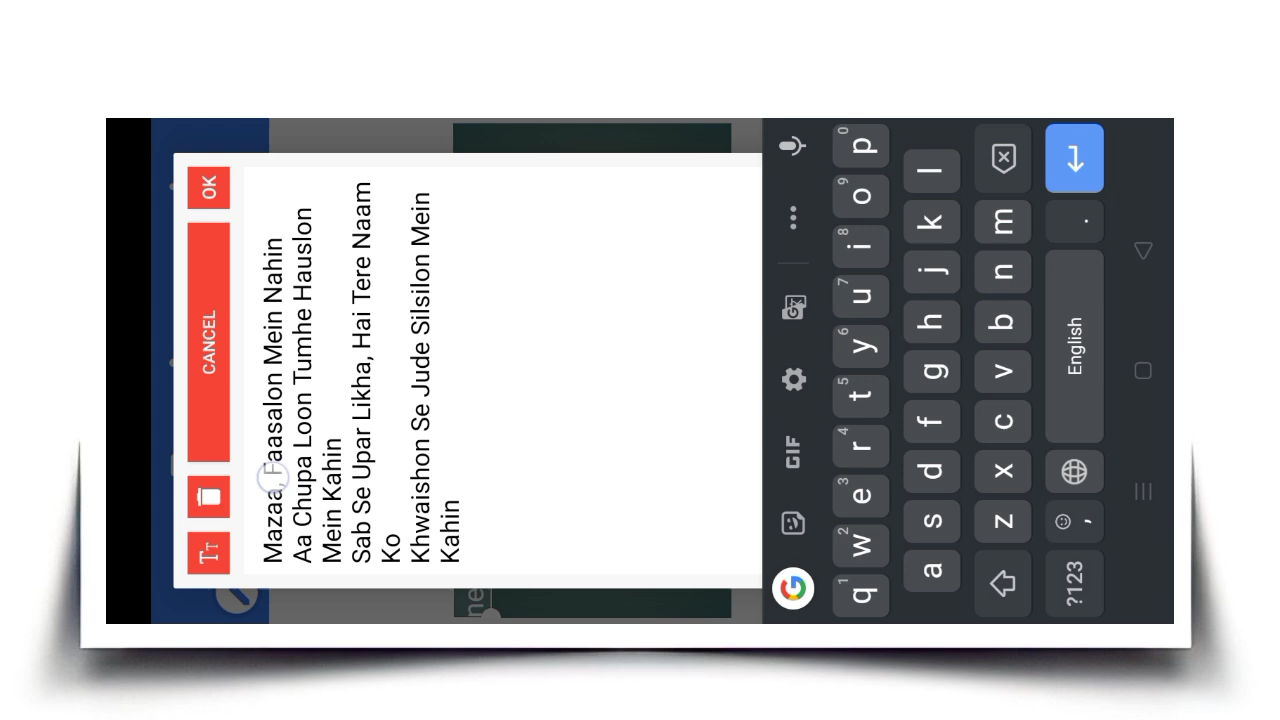 TT
CANCEL
OK
Mazaa, Faasalon Mein Nahin
Aa Chupa Loon Tumhe Hauslon
Mein Kahin
Sab Se Upar Likha, Hai Tere Naam
Ko
Khwaishon Se Jude Silsilon Mein
Kahin
ne
G GIF G ...
q 1 w 2 e 3 r 4 t 5 y 6 u 7 i 8 o 9 p 0
a s d f g h j k l
z x c v b n m
?123 , English .